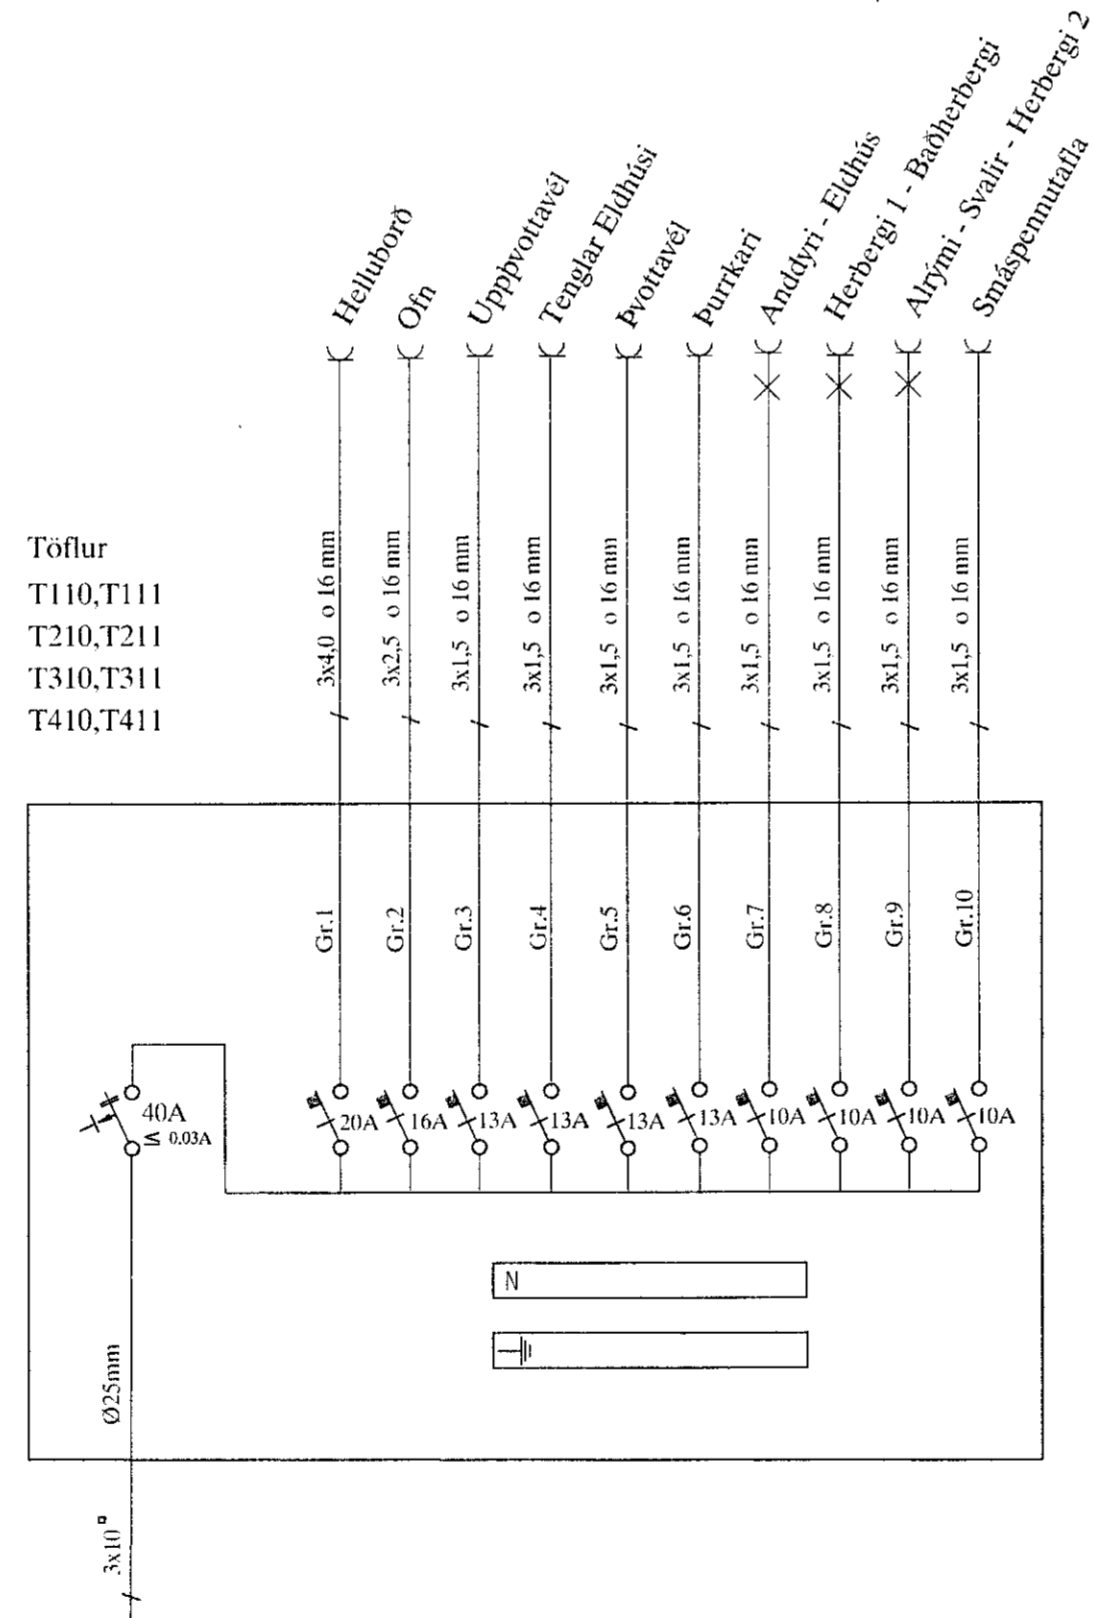 Helluborð
Ofn
Uppþvottavél
Tenglar Eldhúsi
Þvottavél
Þurrkari
Anddyri - Eldhús
Herbergi 1 - Baðherbergi
Alrými - Svalir - Herbergi 2
Smáspennutafla
Töflur
T110,T111
T210,T211
T310,T311
T410,T411
3x4,0 o 16 mm
3x2,5 o 16 mm
3x1,5 o 16 mm
3x1,5 o 16 mm
3x1,5 o 16 mm
3x1,5 o 16 mm
3x1,5 o 16 mm
3x1,5 o 16 mm
3x1,5 o 16 mm
3x1,5 o 16 mm
Gr.1
Gr.2
Gr.3
Gr.4
Gr.5
Gr.6
Gr.7
Gr.8
Gr.9
Gr.10
40A
≤ 0.03A
20A
16A
13A
13A
13A
13A
10A
10A
10A
10A
N
Ø25mm
3x10▫